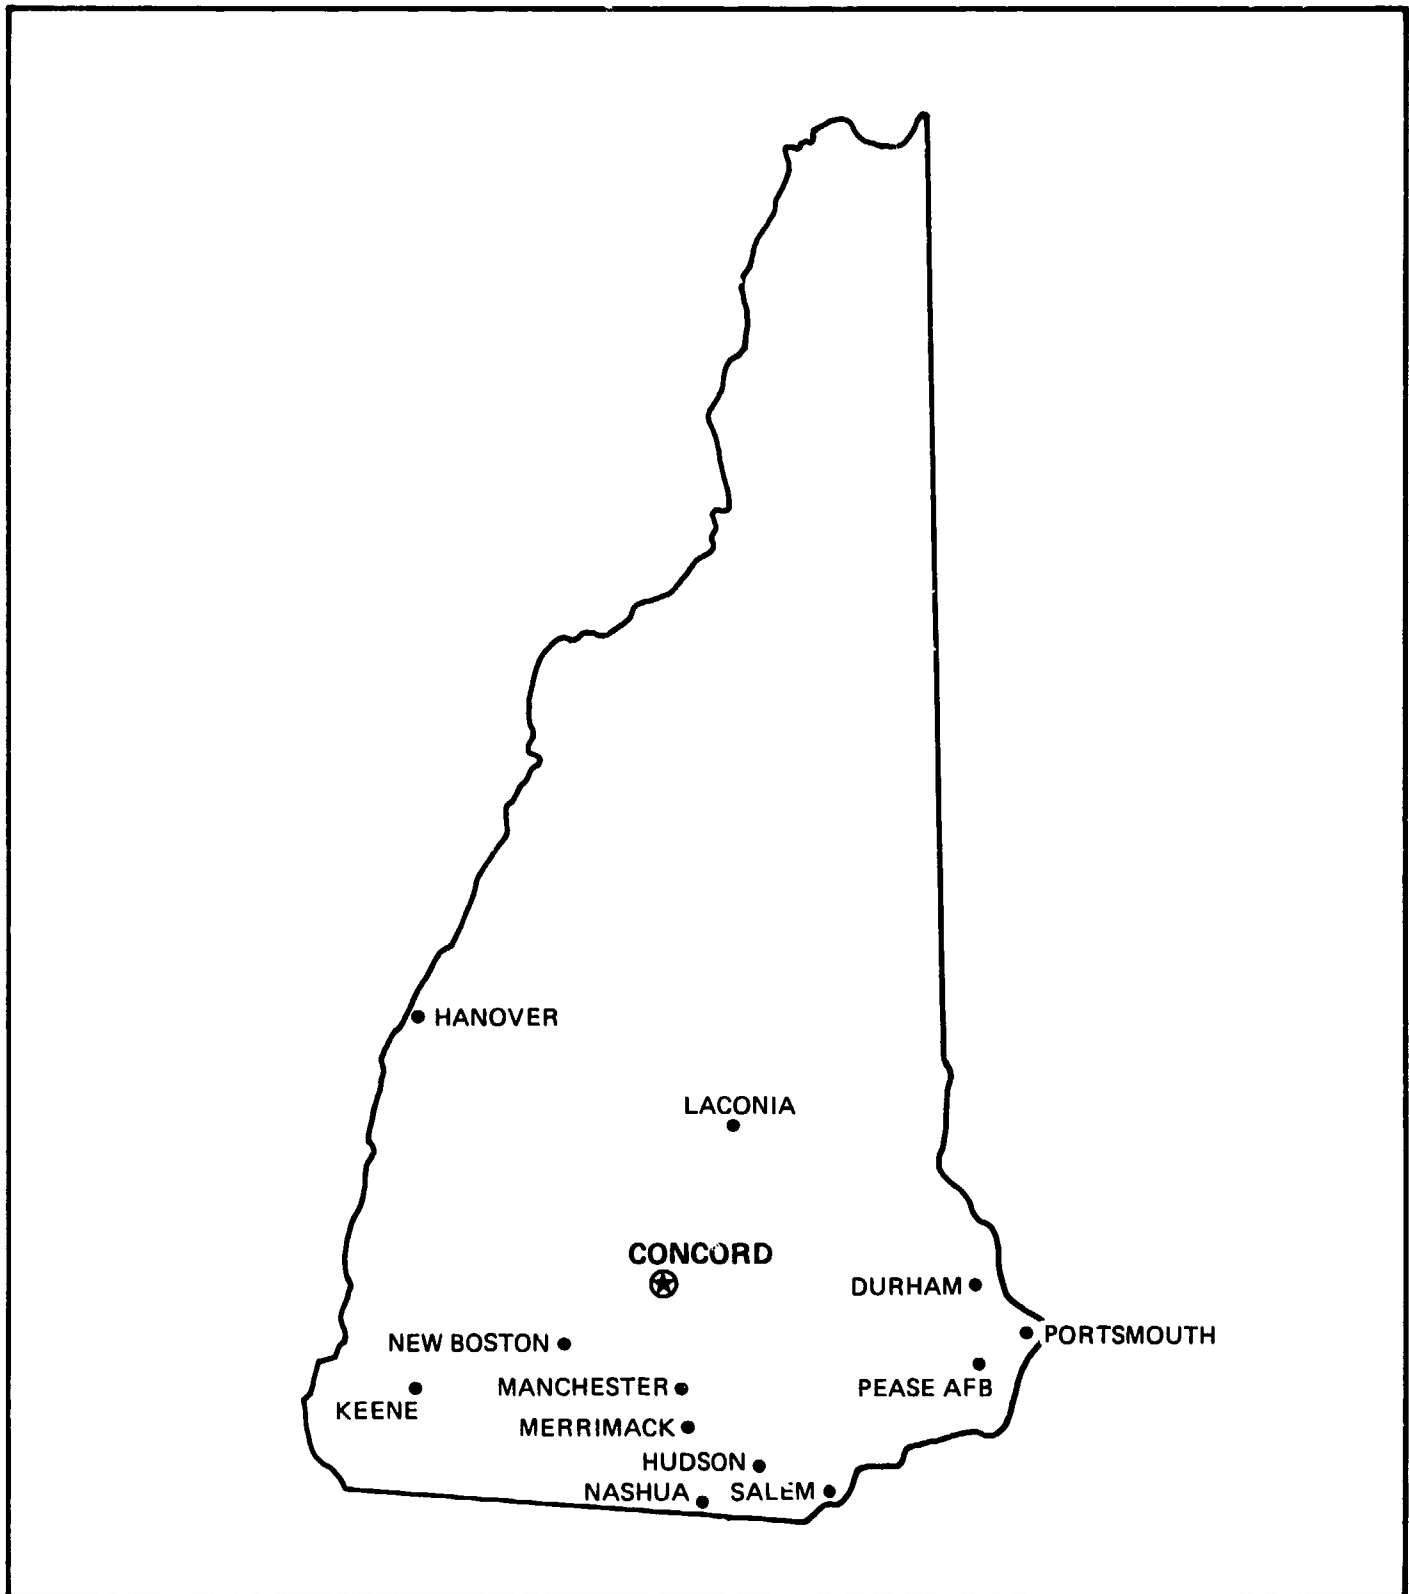 HANOVER
LACONIA
CONCORD
DURHAM
PORTSMOUTH
NEW BOSTON
PEASE AFB
MANCHESTER
KEENE
MERRIMACK
HUDSON
NASHUA
SALEM